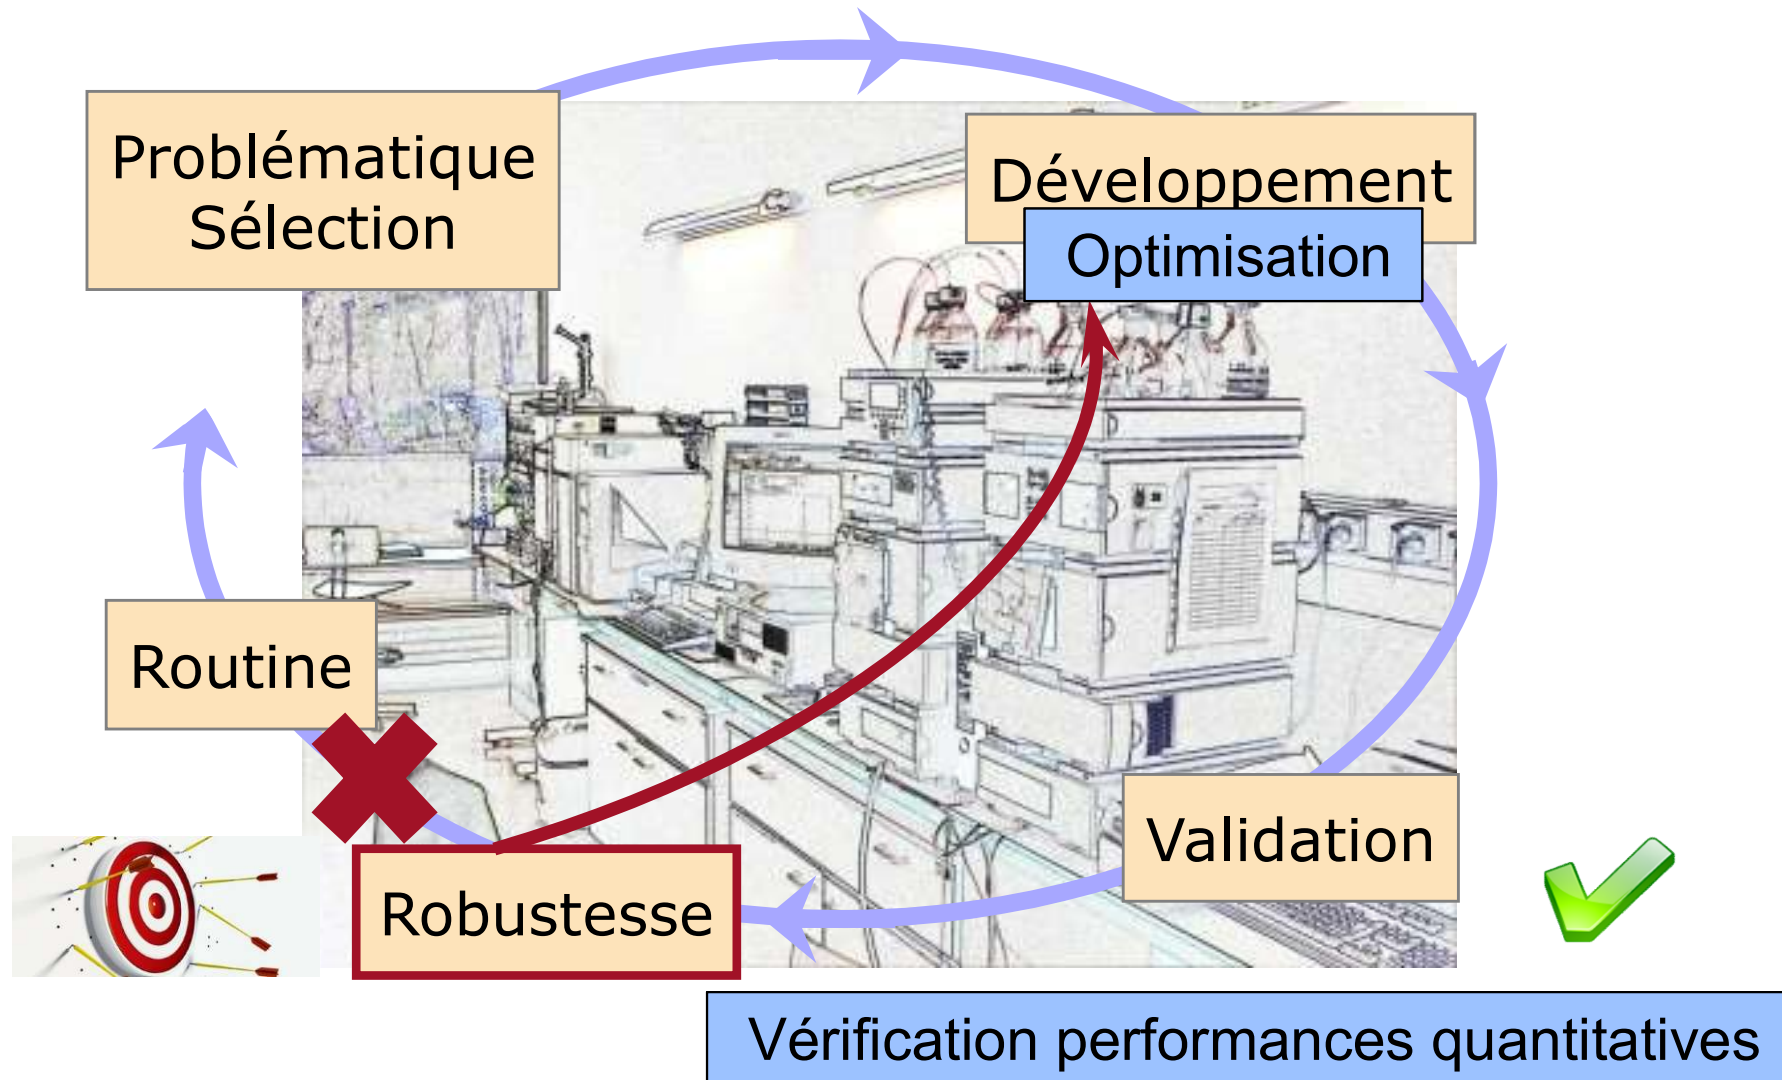 Problématique
Sélection
Développement
Optimisation
Routine
Validation
Robustesse
Vérification performances quantitatives